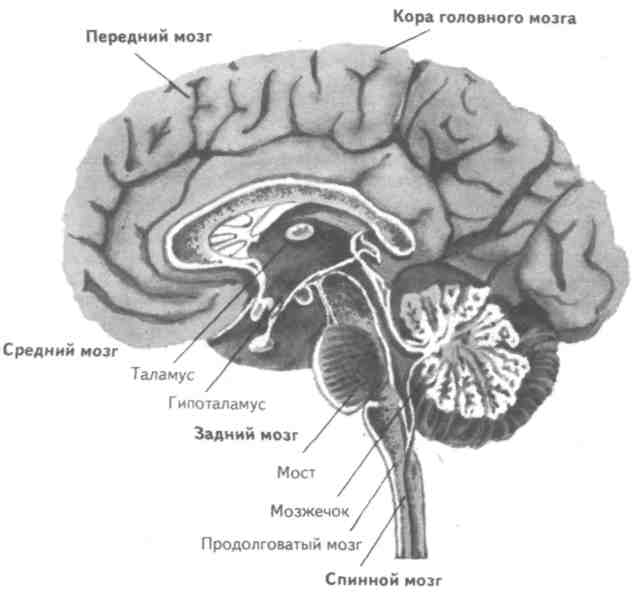 Кора головного мозга
Передний мозг
Средний мозг
Таламус
Гипоталамус
Задний мозг
Мост
Мозжечок
Продолговатый мозг
Спинной мозг